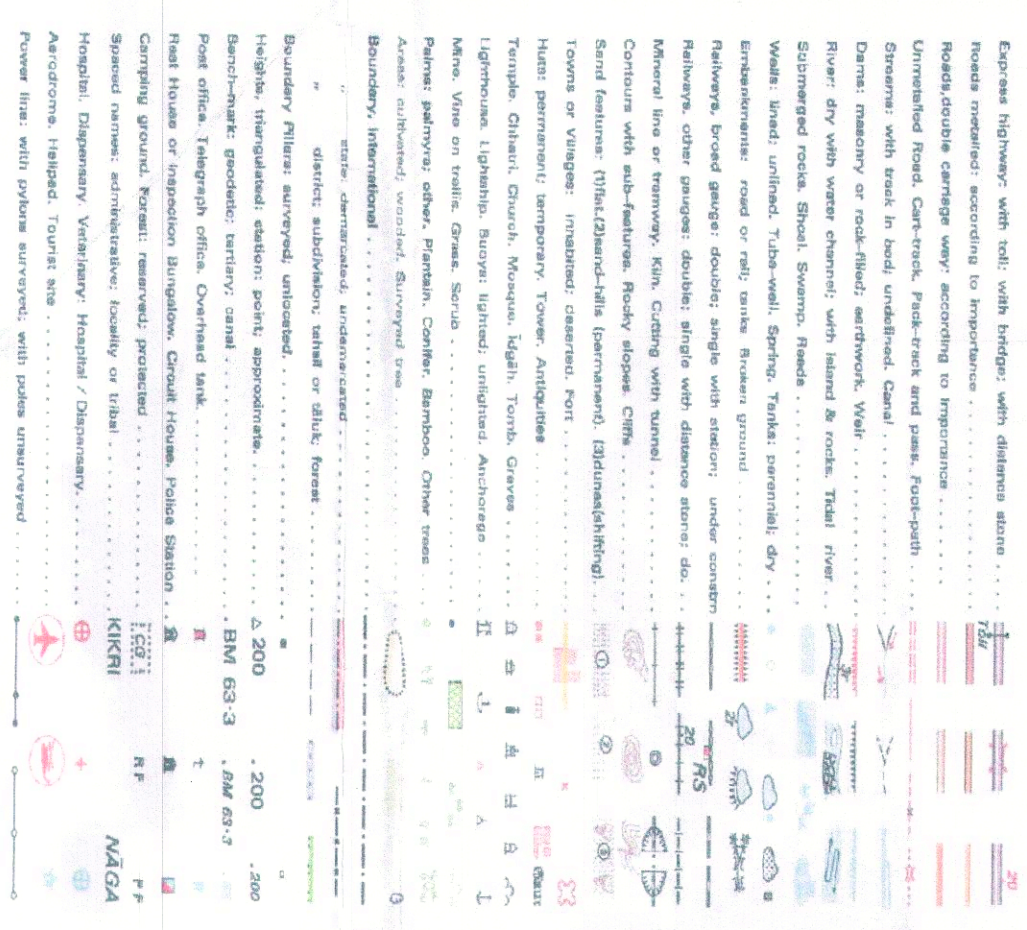 Express highway: with toll: with bridge: with distance stone . . . Toll 20
Roads metalled: according to importance . . .
Roads,double carriage way: according to importance . . .
Unmetalled Road. Cart-track. Pack-track and pass. Foot-path
Streams: with track in bed; undefined. Canal . . .
Dams: masonry or rock-filled; earthwork. Weir . . .
River: dry with water channel; with island & rocks. Tidal river
Submerged rocks. Shoal Swamp. Reeds . . .
Wells: lined; unlined. Tube-well. Spring. Tanks: perennial; dry . . .
Embankments: road or rail; tanks Broken ground . . .
Railways, broad gauge: double; single with station; under constrn RS
Railways. other gauges: double; single with distance stone; do. . . 20
Mineral line or tramway. Kiln. Cutting with tunnel . . .
Contours with sub-features. Rocky slopes. Cliffs . . .
Sand features: (1)flat.(2)sand-hills (permanent). (3)dunes(shifting). 1 2 3
Towns or Villages: inhabited; deserted. Fort . . .
Huts: permanent; temporary. Tower. Antiquities . . .
Temple. Chhatri. Church. Mosque. Īdgāh. Tomb. Graves . . .
Lighthouse. Lightship. Buoys: lighted; unlighted. Anchorage
Mine. Vine on trellis. Grass. Scrub . . .
Palms: palmyra; other. Plantain. Conifer. Bamboo. Other trees
Areas: cultivated; wooded. Surveyed tree . . .
Boundary, international . . .
" state: demarcated; undemarcated . . .
" district; subdivision; tahsil or tāluk; forest . . .
Boundary Pillars: surveyed; unlocated. . . .
Heights, triangulated: station; point; approximate. . . . △ 200 . 200 .200
Bench-mark: geodetic; tertiary; canal . . . .BM 63·3 . BM 63·3
Post office. Telegraph office. Overhead tank. . . .
Rest House or Inspection Bungalow. Circuit House. Police Station . .
Camping ground. Forest: reserved; protected . . . CG RF PF
Spaced names: administrative; locality or tribal . . . KIKRI NĀGA
Hospital. Dispensary. Veterinary: Hospital / Dispensary. . . .
Aerodrome. Helipad. Tourist site . . .
Power line: with pylons surveyed; with poles unsurveyed . . .